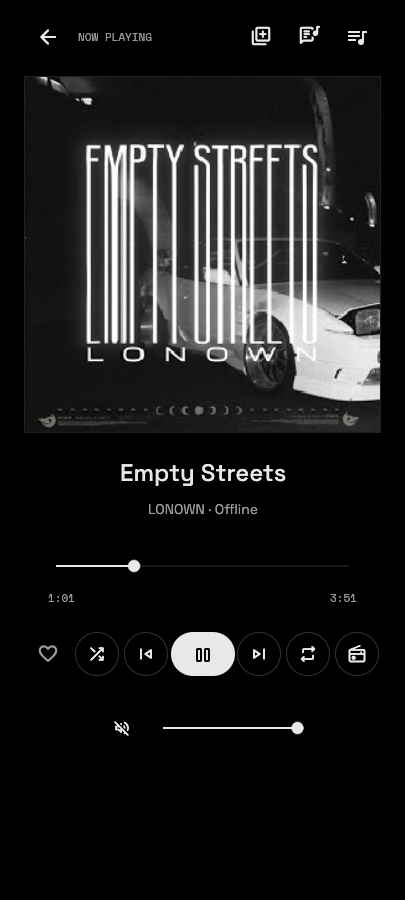 NOW PLAYING
EMPTY STREETS
LONOWN
Empty Streets
LONOWN · Offline
1:01
3:51